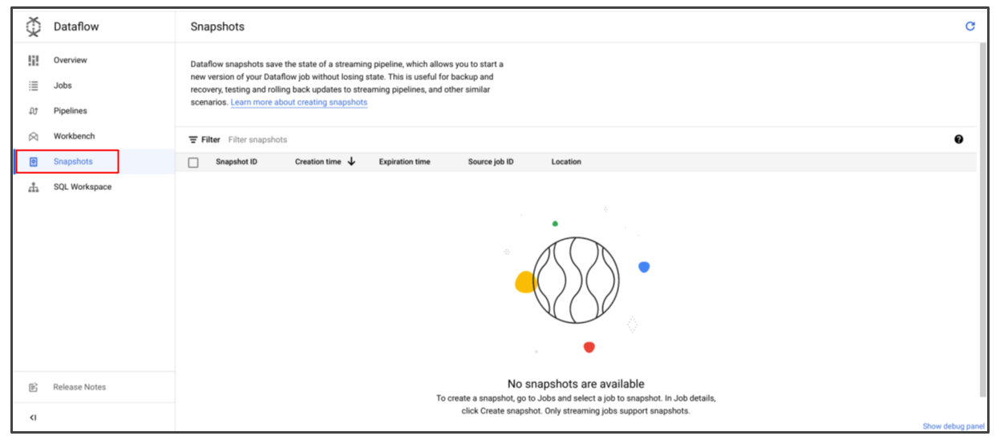 Dataflow
Snapshots
Overview
Jobs
Pipelines
Workbench
Snapshots
SQL Workspace
Release Notes
Dataflow snapshots save the state of a streaming pipeline, which allows you to start a
new version of your Dataflow job without losing state. This is useful for backup and
recovery, testing and rolling back updates to streaming pipelines, and other similar
scenarios. Learn more about creating snapshots
Filter Filter snapshots
Snapshot ID Creation time Expiration time Source job ID Location
No snapshots are available
To create a snapshot, go to Jobs and select a job to snapshot. In Job details,
click Create snapshot. Only streaming jobs support snapshots.
Show debug panel